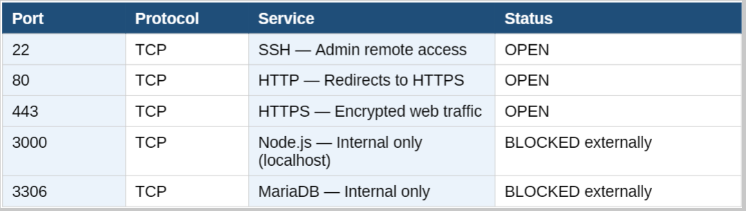 Port Protocol Service Status
22 TCP SSH — Admin remote access OPEN
80 TCP HTTP — Redirects to HTTPS OPEN
443 TCP HTTPS — Encrypted web traffic OPEN
3000 TCP Node.js — Internal only BLOCKED externally
(localhost)
3306 TCP MariaDB — Internal only BLOCKED externally